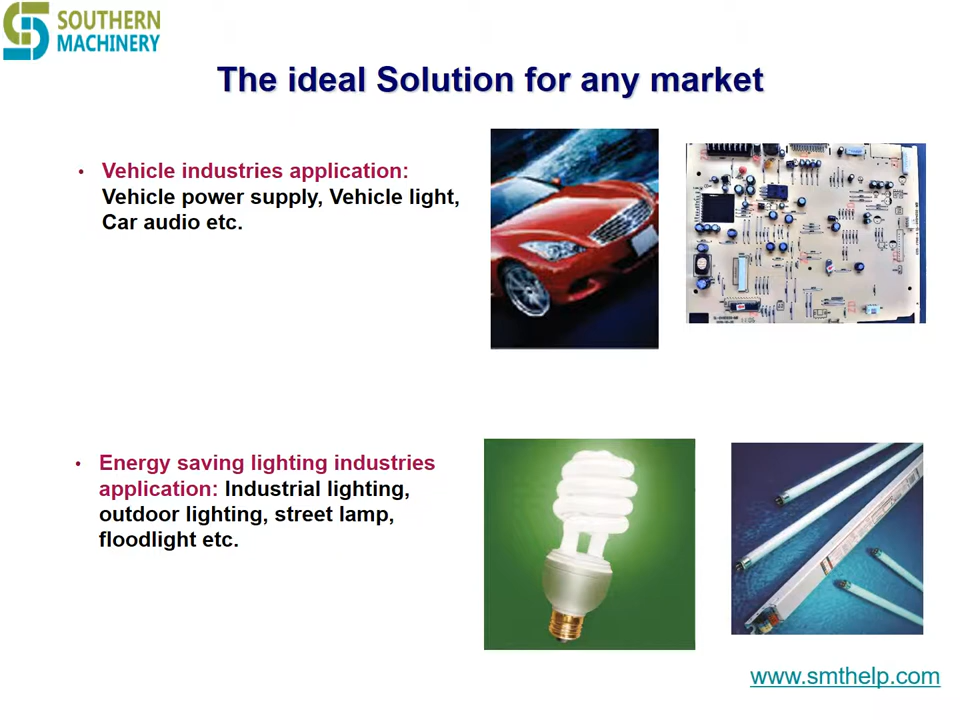 SOUTHERN
MACHINERY
The ideal Solution for any market
• Vehicle industries application:
Vehicle power supply, Vehicle light,
Car audio etc.
• Energy saving lighting industries
application: Industrial lighting,
outdoor lighting, street lamp,
floodlight etc.
www.smthelp.com